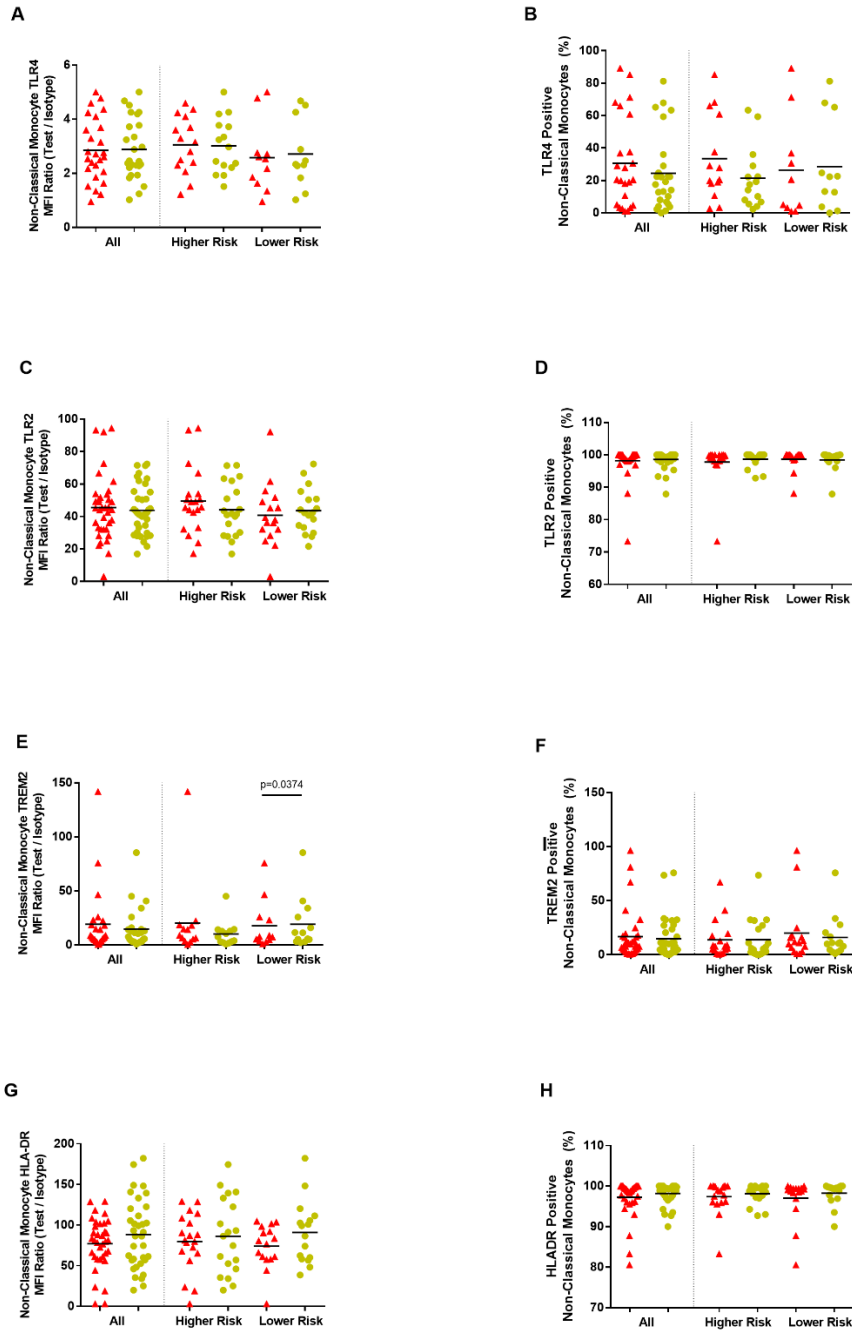 A
Non-Classical Monocyte TLR4
MFI Ratio (Test / Isotype)
6
4
2
0
All
Higher Risk
Lower Risk
B
TLR4 Positive
Non-Classical Monocytes (%)
100
80
60
40
20
0
All
Higher Risk
Lower Risk
C
Non-Classical Monocyte TLR2
MFI Ratio (Test / Isotype)
100
80
60
40
20
0
All
Higher Risk
Lower Risk
D
TLR2 Positive
Non-Classical Monocytes (%)
110
100
90
80
70
60
All
Higher Risk
Lower Risk
E
Non-Classical Monocyte TREM2
MFI Ratio (Test / Isotype)
150
100
50
0
p=0.0374
All
Higher Risk
Lower Risk
F
TREM2 Positive
Non-Classical Monocytes (%)
150
100
50
0
All
Higher Risk
Lower Risk
G
Non-Classical Monocyte HLA-DR
MFI Ratio (Test / Isotype)
200
150
100
50
0
All
Higher Risk
Lower Risk
H
HLADR Positive
Non-Classical Monocytes (%)
110
100
90
80
70
All
Higher Risk
Lower Risk